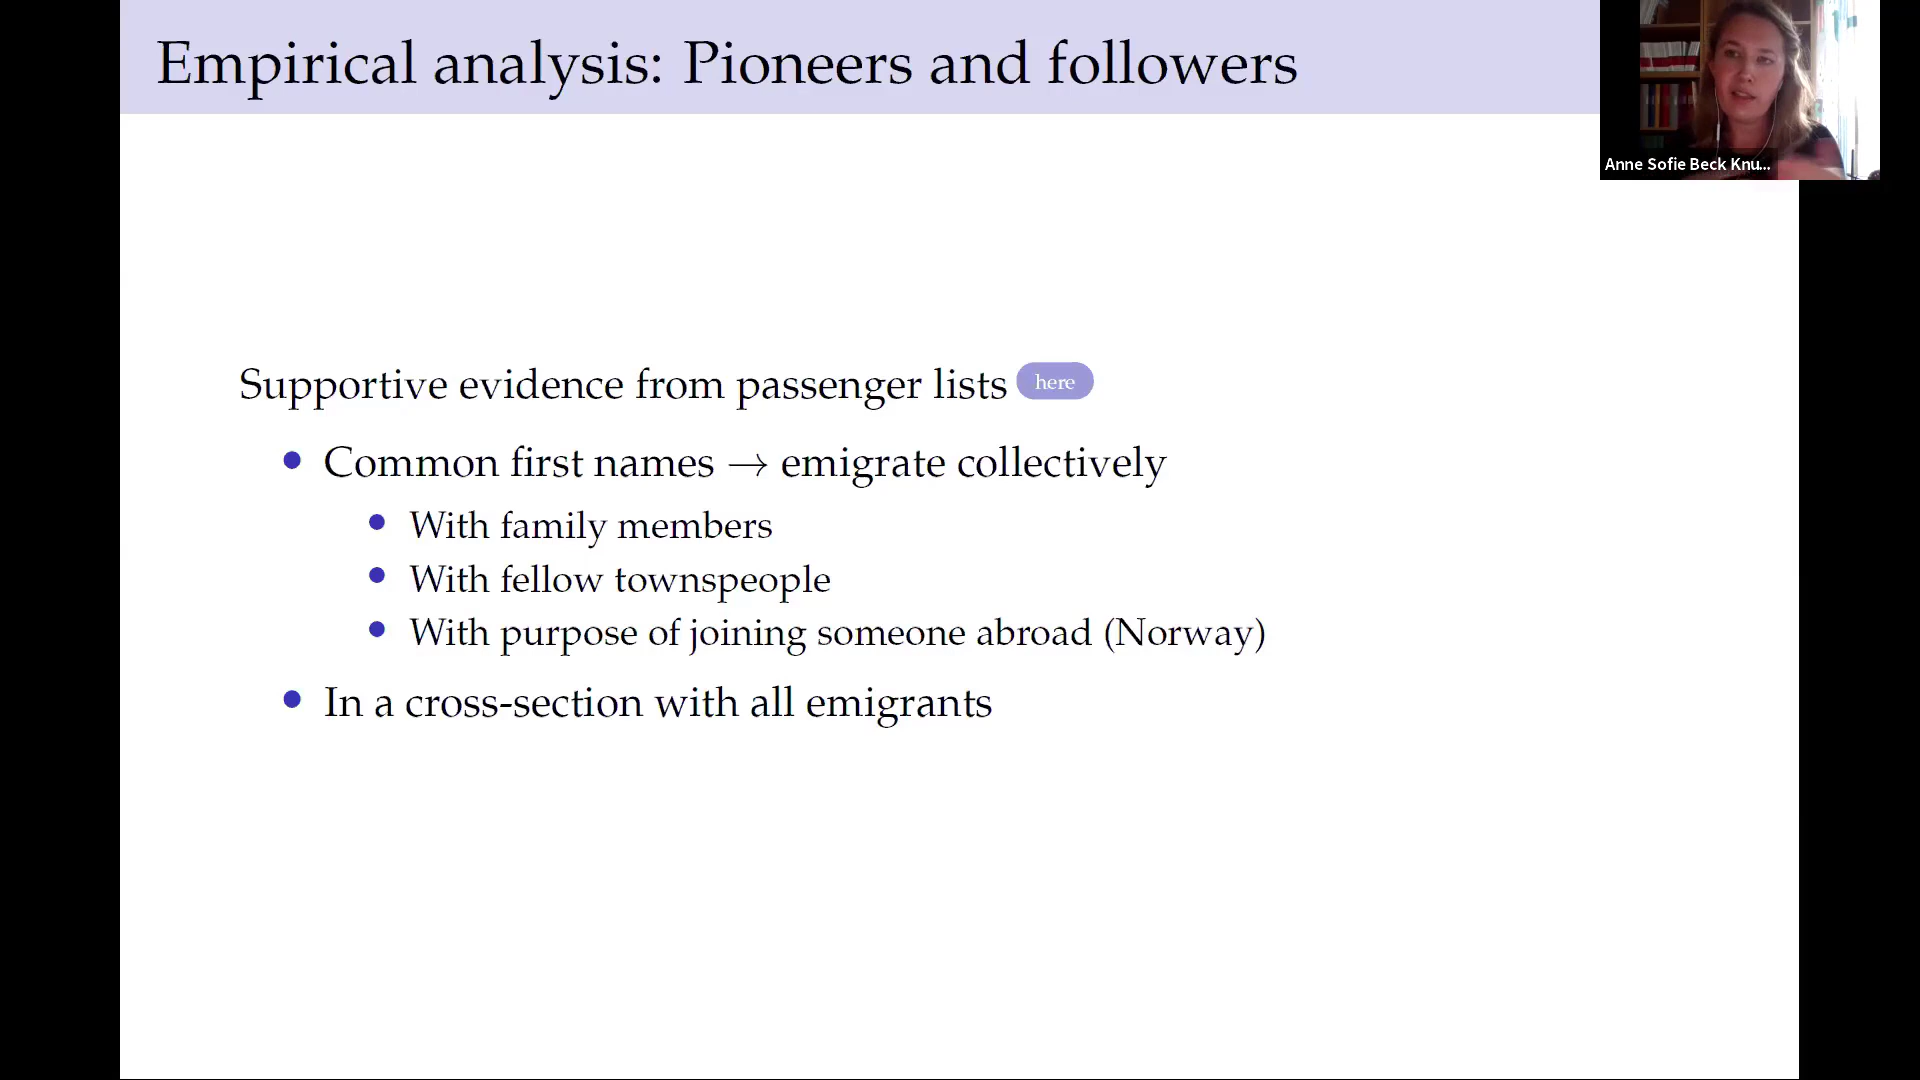 Empirical analysis: Pioneers and followers
Anne Sofie Beck Knu...
Supportive evidence from passenger lists here
• Common first names → emigrate collectively
• With family members
• With fellow townspeople
• With purpose of joining someone abroad (Norway)
• In a cross-section with all emigrants